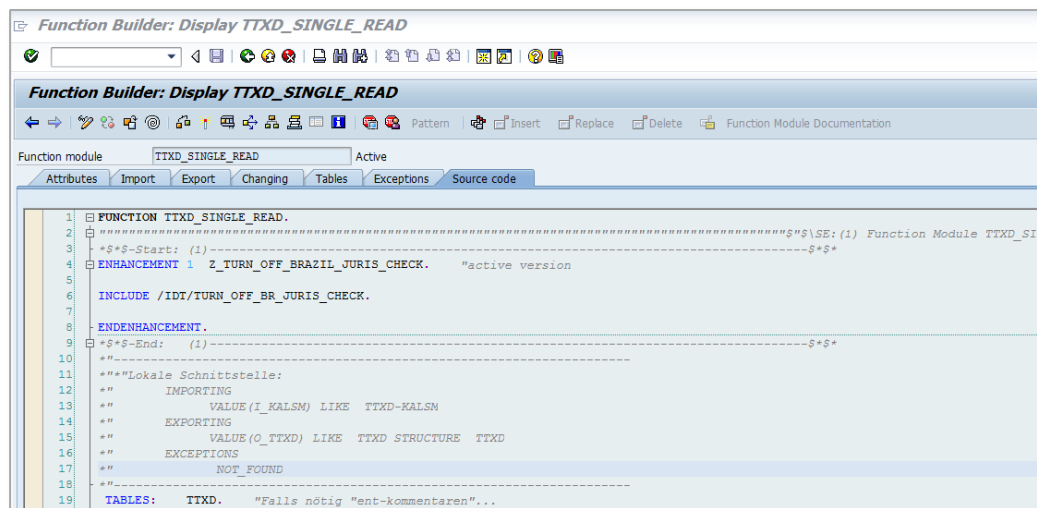 Function Builder: Display TTXD_SINGLE_READ
Function Builder: Display TTXD_SINGLE_READ
Pattern Insert Replace Delete Function Module Documentation
Function module TTXD_SINGLE_READ Active
Attributes Import Export Changing Tables Exceptions Source code
1 FUNCTION TTXD_SINGLE_READ.
2 """""""""""""""""""""""""""""""""""""""""""""""""""""""""""""""""""""""""""""""""""""""""""""$"$\SE:(1) Function Module TTXD_SI
3 *$*$-Start: (1)---------------------------------------------------------------------------------$*$*
4 ENHANCEMENT 1 Z_TURN_OFF_BRAZIL_JURIS_CHECK. "active version
5
6 INCLUDE /IDT/TURN_OFF_BR_JURIS_CHECK.
7
8 ENDENHANCEMENT.
9 *$*$-End: (1)---------------------------------------------------------------------------------$*$*
10 *"----------------------------------------------------------------------
11 *"*"Lokale Schnittstelle:
12 *" IMPORTING
13 *" VALUE(I_KALSM) LIKE TTXD-KALSM
14 *" EXPORTING
15 *" VALUE(O_TTXD) LIKE TTXD STRUCTURE TTXD
16 *" EXCEPTIONS
17 *" NOT_FOUND
18 *"----------------------------------------------------------------------
19 TABLES: TTXD. "Falls nötig "ent-kommentaren"...